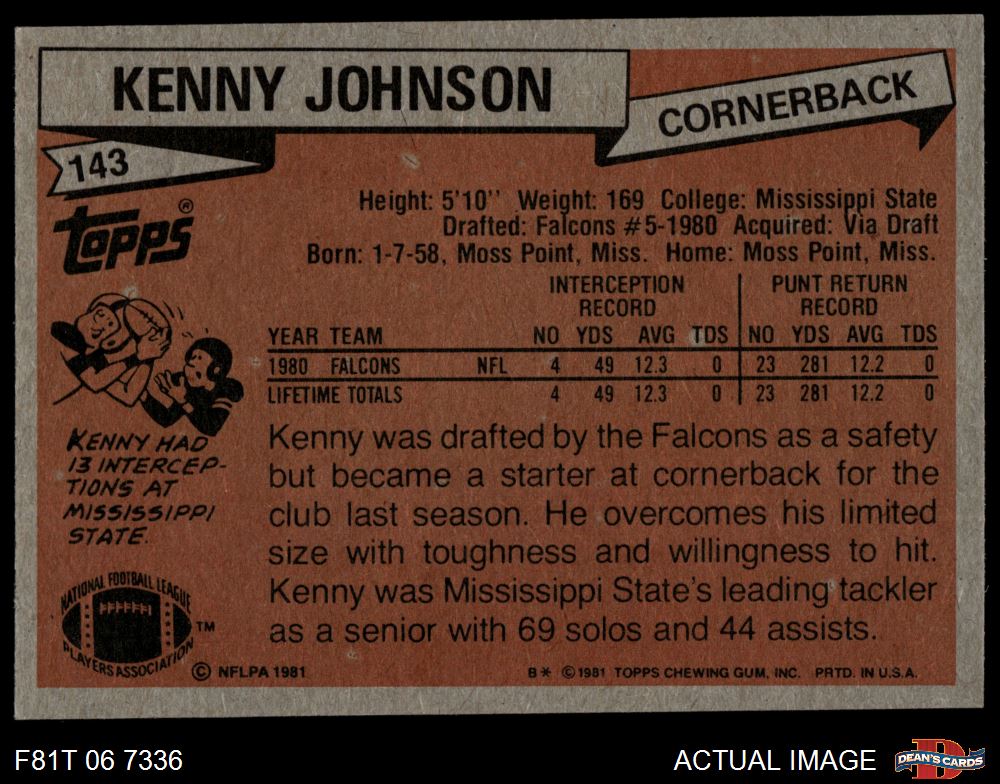 KENNY JOHNSON
CORNERBACK
143
Topps®
Height: 5'10'' Weight: 169 College: Mississippi State
Drafted: Falcons #5-1980 Acquired: Via Draft
Born: 1-7-58, Moss Point, Miss. Home: Moss Point, Miss.
INTERCEPTION RECORD PUNT RETURN RECORD
YEAR TEAM NO YDS AVG TDS NO YDS AVG TDS
1980 FALCONS NFL 4 49 12.3 0 23 281 12.2 0
LIFETIME TOTALS 4 49 12.3 0 23 281 12.2 0
KENNY HAD
13 INTERCEP-
TIONS AT
MISSISSIPPI
STATE.
Kenny was drafted by the Falcons as a safety
but became a starter at cornerback for the
club last season. He overcomes his limited
size with toughness and willingness to hit.
Kenny was Mississippi State's leading tackler
as a senior with 69 solos and 44 assists.
NATIONAL FOOTBALL LEAGUE
PLAYERS ASSOCIATION
TM
© NFLPA 1981
B* © 1981 TOPPS CHEWING GUM, INC. PRTD. IN U.S.A.
F81T 06 7336
ACTUAL IMAGE
D
DEAN'S CARDS